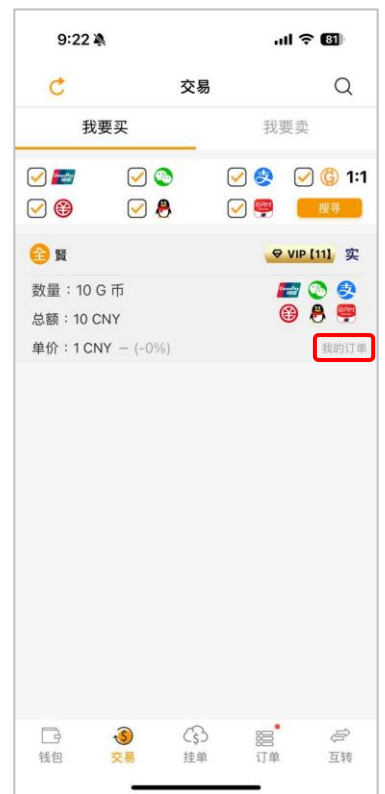 9:22 81
交易
我要买 我要卖
1:1
搜寻
全 賢 VIP【11】 实
数量：10 G 币
总额：10 CNY
单价：1 CNY – (-0%) 我的订单
钱包 交易 挂单 订单 互转